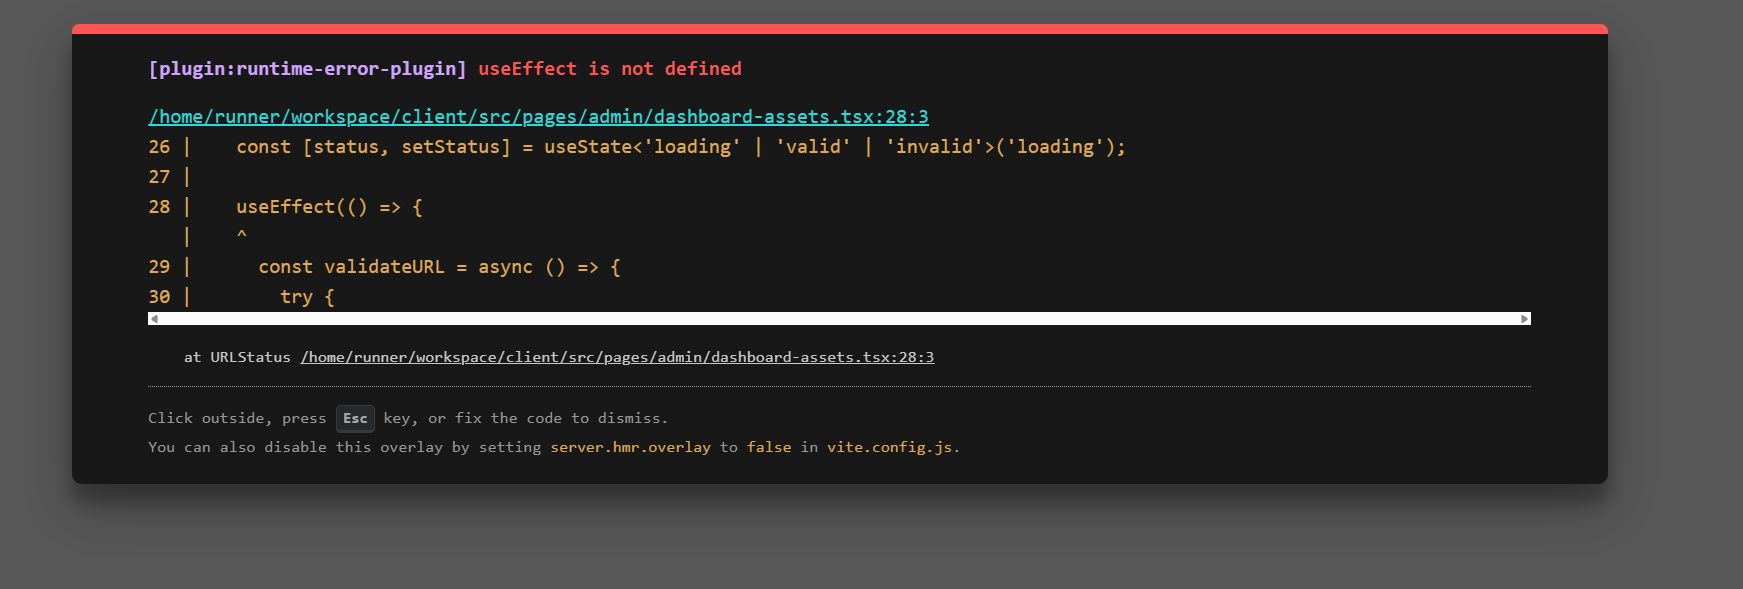 [plugin:runtime-error-plugin] useEffect is not defined
/home/runner/workspace/client/src/pages/admin/dashboard-assets.tsx:28:3
26 |    const [status, setStatus] = useState<'loading' | 'valid' | 'invalid'>('loading');
27 |
28 |    useEffect(() => {
   |    ^
29 |      const validateURL = async () => {
30 |        try {
at URLStatus /home/runner/workspace/client/src/pages/admin/dashboard-assets.tsx:28:3
Click outside, press Esc key, or fix the code to dismiss.
You can also disable this overlay by setting server.hmr.overlay to false in vite.config.js.